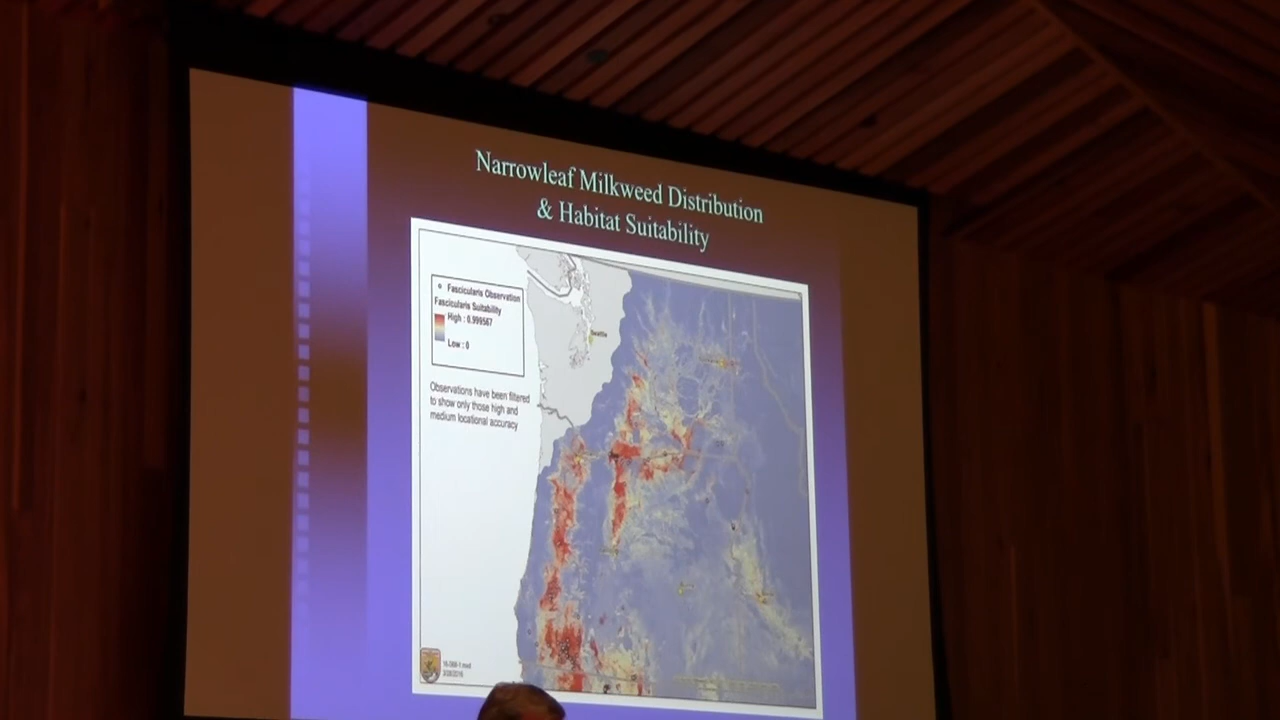 Narrowleaf Milkweed Distribution
& Habitat Suitability
Fascicularis Observation
Fascicularis Suitability
High : 0.999567
Low : 0
Seattle
Observations have been filtered
to show only those high and
medium locational accuracy